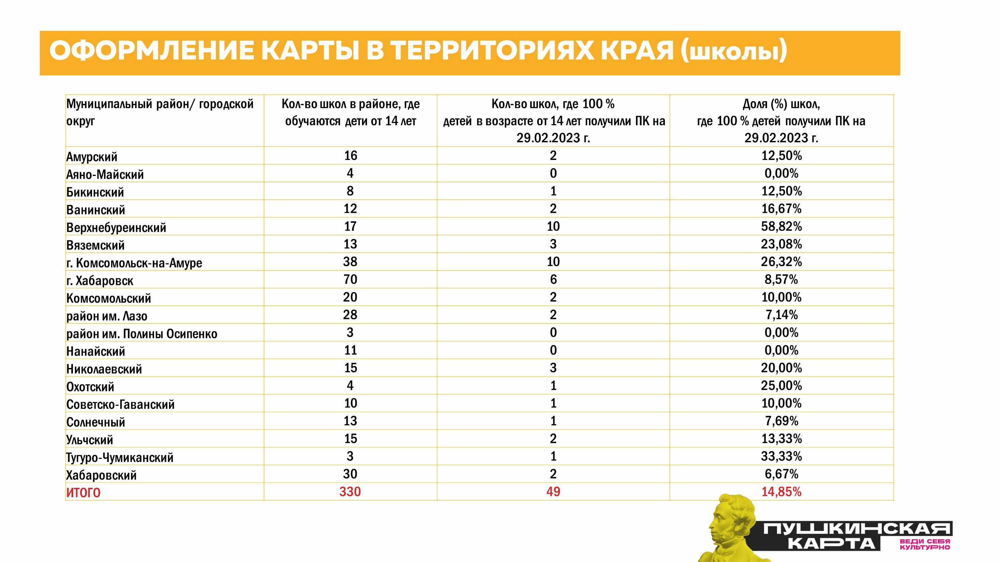 ОФОРМЛЕНИЕ КАРТЫ В ТЕРРИТОРИЯХ КРАЯ (школы)
Муниципальный район/ городской
округ
Кол-во школ в районе, где
обучаются дети от 14 лет
Кол-во школ, где 100 %
детей в возрасте от 14 лет получили ПК на
29.02.2023 г.
Доля (%) школ,
где 100 % детей получили ПК на
29.02.2023 г.
Амурский 16 2 12,50%
Аяно-Майский 4 0 0,00%
Бикинский 8 1 12,50%
Ванинский 12 2 16,67%
Верхнебуреинский 17 10 58,82%
Вяземский 13 3 23,08%
г. Комсомольск-на-Амуре 38 10 26,32%
г. Хабаровск 70 6 8,57%
Комсомольский 20 2 10,00%
район им. Лазо 28 2 7,14%
район им. Полины Осипенко 3 0 0,00%
Нанайский 11 0 0,00%
Николаевский 15 3 20,00%
Охотский 4 1 25,00%
Советско-Гаванский 10 1 10,00%
Солнечный 13 1 7,69%
Ульчский 15 2 13,33%
Тугуро-Чумиканский 3 1 33,33%
Хабаровский 30 2 6,67%
ИТОГО 330 49 14,85%
ПУШКИНСКАЯ
КАРТА
ВЕДИ СЕБЯ
КУЛЬТУРНО